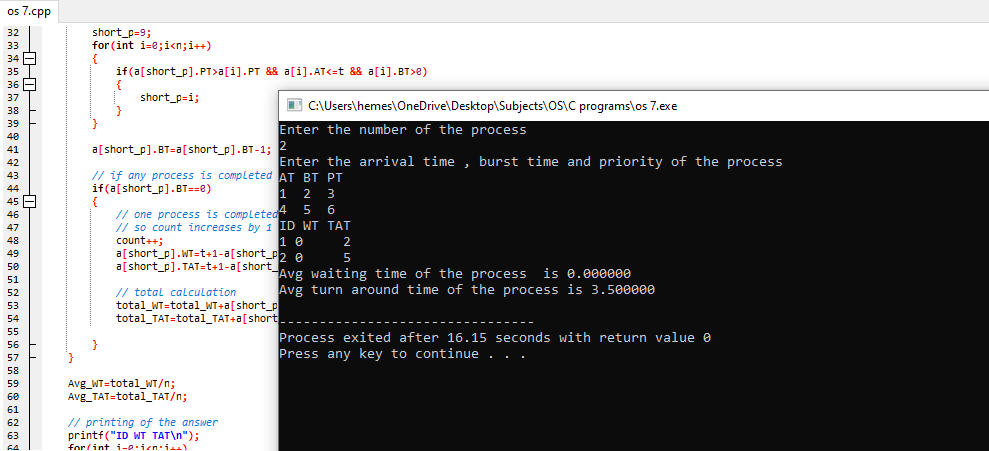 os 7.cpp
32 short_p=9;
33 for(int i=0;i<n;i++)
34 {
35 if(a[short_p].PT>a[i].PT && a[i].AT<=t && a[i].BT>0)
36 {
37 short_p=i;
38 }
39 }
40
41 a[short_p].BT=a[short_p].BT-1;
42
43 // if any process is completed
44 if(a[short_p].BT==0)
45 {
46 // one process is completed
47 // so count increases by 1
48 count++;
49 a[short_p].WT=t+1-a[short_p
50 a[short_p].TAT=t+1-a[short_
51
52 // total calculation
53 total_WT=total_WT+a[short_p
54 total_TAT=total_TAT+a[short
55
56 }
57 }
58
59 Avg_WT=total_WT/n;
60 Avg_TAT=total_TAT/n;
61
62 // printing of the answer
63 printf("ID WT TAT\n");
64 for(int i=0;i<n;i++)
C:\Users\hemes\OneDrive\Desktop\Subjects\OS\C programs\os 7.exe
Enter the number of the process
2
Enter the arrival time , burst time and priority of the process
AT BT PT
1 2 3
4 5 6
ID WT TAT
1 0 2
2 0 5
Avg waiting time of the process is 0.000000
Avg turn around time of the process is 3.500000
--------------------------------
Process exited after 16.15 seconds with return value 0
Press any key to continue . . .